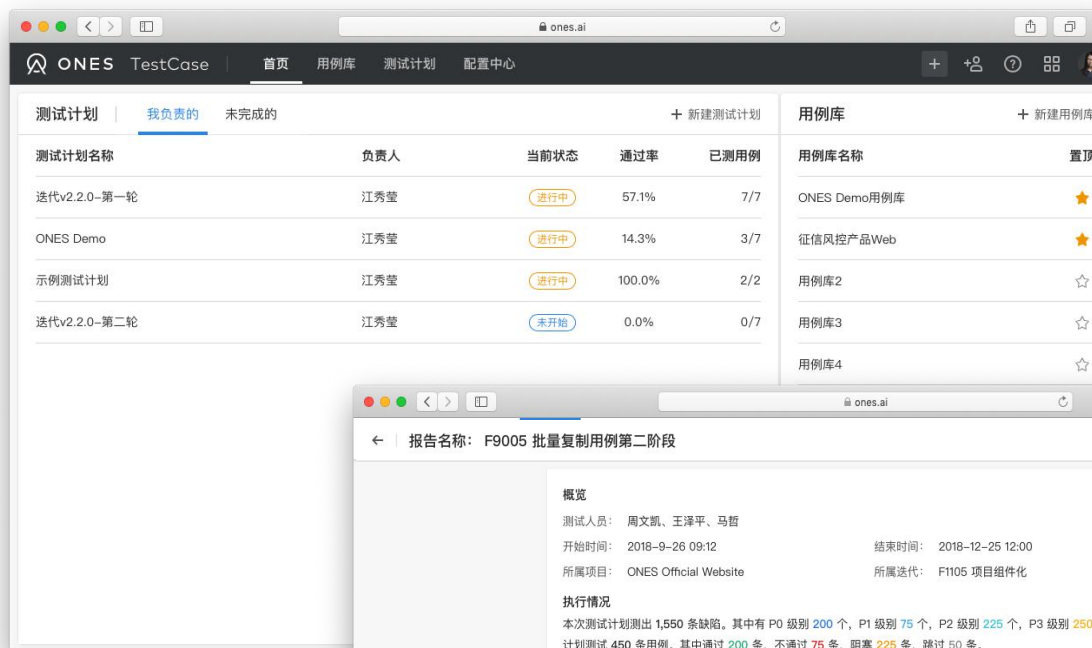 ones.ai
ONES TestCase 首页 用例库 测试计划 配置中心
测试计划 我负责的 未完成的 + 新建测试计划
测试计划名称 负责人 当前状态 通过率 已测用例
迭代v2.2.0-第一轮 江秀莹 进行中 57.1% 7/7
ONES Demo 江秀莹 进行中 14.3% 3/7
示例测试计划 江秀莹 进行中 100.0% 2/2
迭代v2.2.0-第二轮 江秀莹 未开始 0.0% 0/7
用例库 + 新建用例库
用例库名称 置顶
ONES Demo用例库
征信风控产品Web
用例库2
用例库3
用例库4
ones.ai
报告名称： F9005 批量复制用例第二阶段
概览
测试人员： 周文凯、王泽平、马哲
开始时间： 2018-9-26 09:12 结束时间： 2018-12-25 12:00
所属项目： ONES Official Website 所属迭代： F1105 项目组件化
执行情况
本次测试计划测出 1,550 条缺陷。其中有 P0 级别 200 个，P1 级别 75 个，P2 级别 225 个，P3 级别 250
计划测试 450 条用例。其中通过 200 条、不通过 75 条、阻塞 225 条、跳过 50 条。